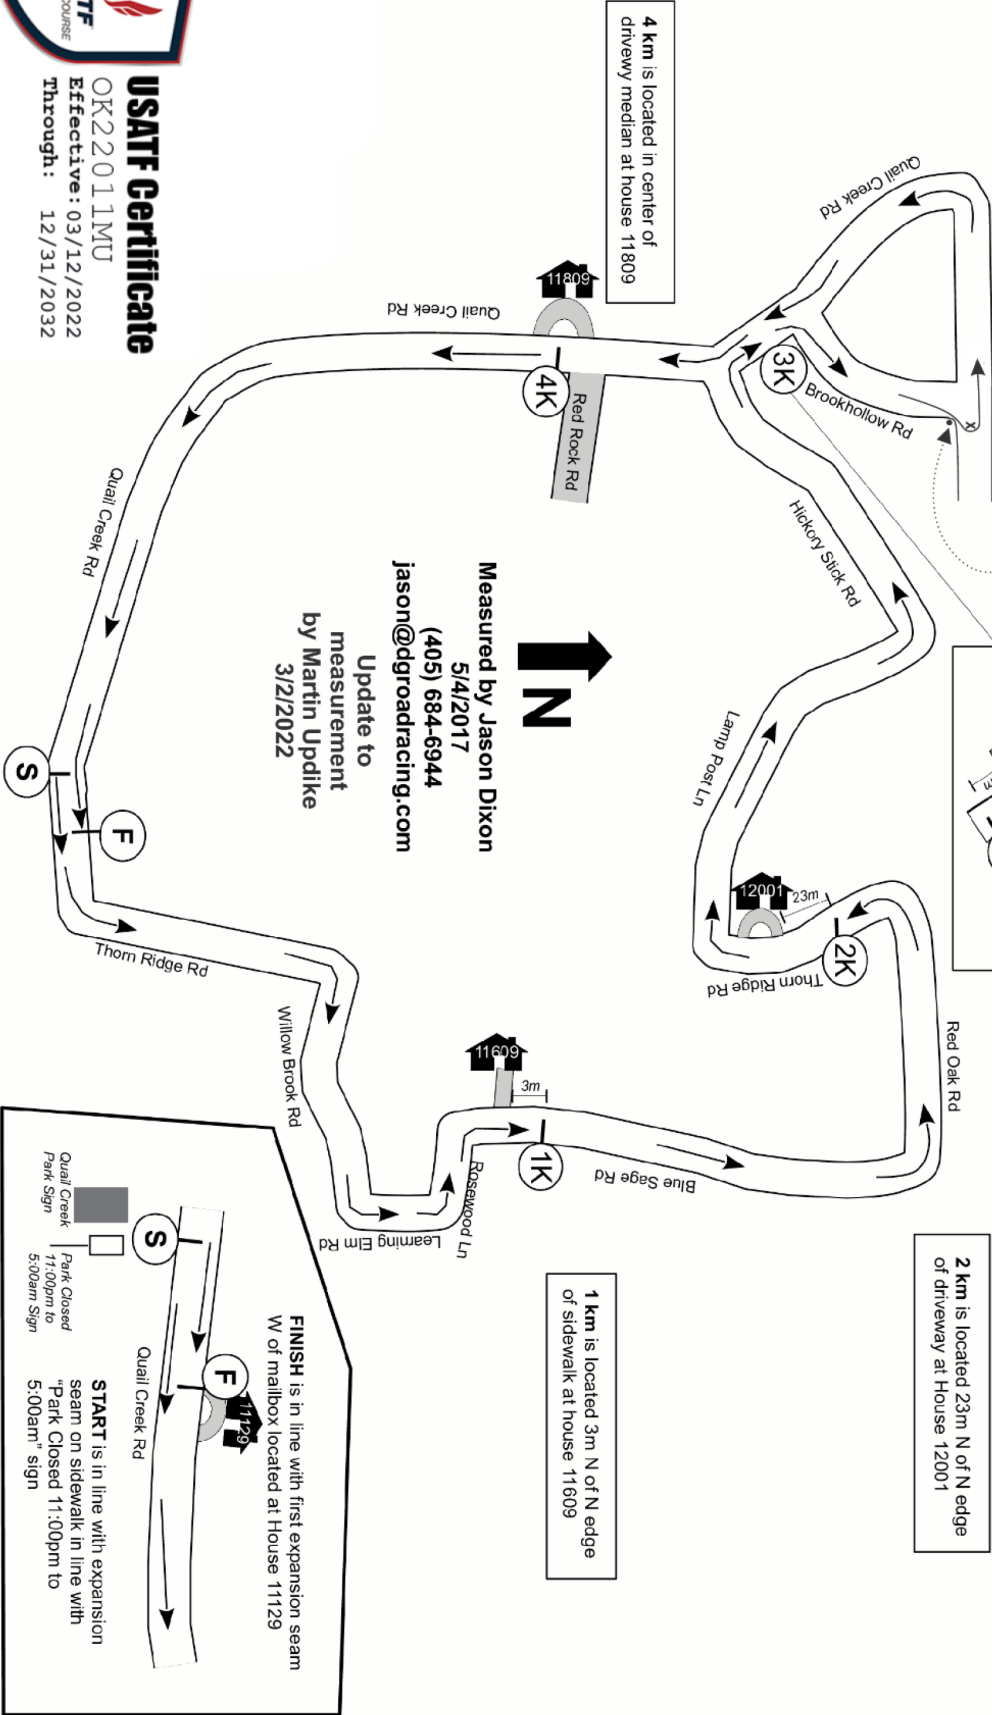 4 km is located in center of
drivewy median at house 11809
TF
COURSE
USATF Certificate
OK22011MU
Effective: 03/12/2022
Through: 12/31/2032
Quail Creek Rd
11809
Quail Creek Rd
4K
Red Rock Rd
3K
Brookhollow Rd
x
Hickory Stick Rd
Quail Creek Rd
N
Measured by Jason Dixon
5/4/2017
(405) 684-6944
jason@dgroadracing.com
Update to
measurement
by Martin Updike
3/2/2022
Lamp Post Ln
S
F
12001
23m
2K
Thorn Ridge Rd
Thorn Ridge Rd
Red Oak Rd
Willow Brook Rd
11609
3m
1K
Blue Sage Rd
Rosewood Ln
Learning Elm Rd
2 km is located 23m N of N edge
of driveway at House 12001
1 km is located 3m N of N edge
of sidewalk at house 11609
Quail Creek
Park Sign
Park Closed
11:00pm to
5:00am Sign
S
F
11129
Quail Creek Rd
FINISH is in line with first expansion seam
W of mailbox located at House 11129
START is in line with expansion
seam on sidewalk in line with
"Park Closed 11:00pm to
5:00am" sign